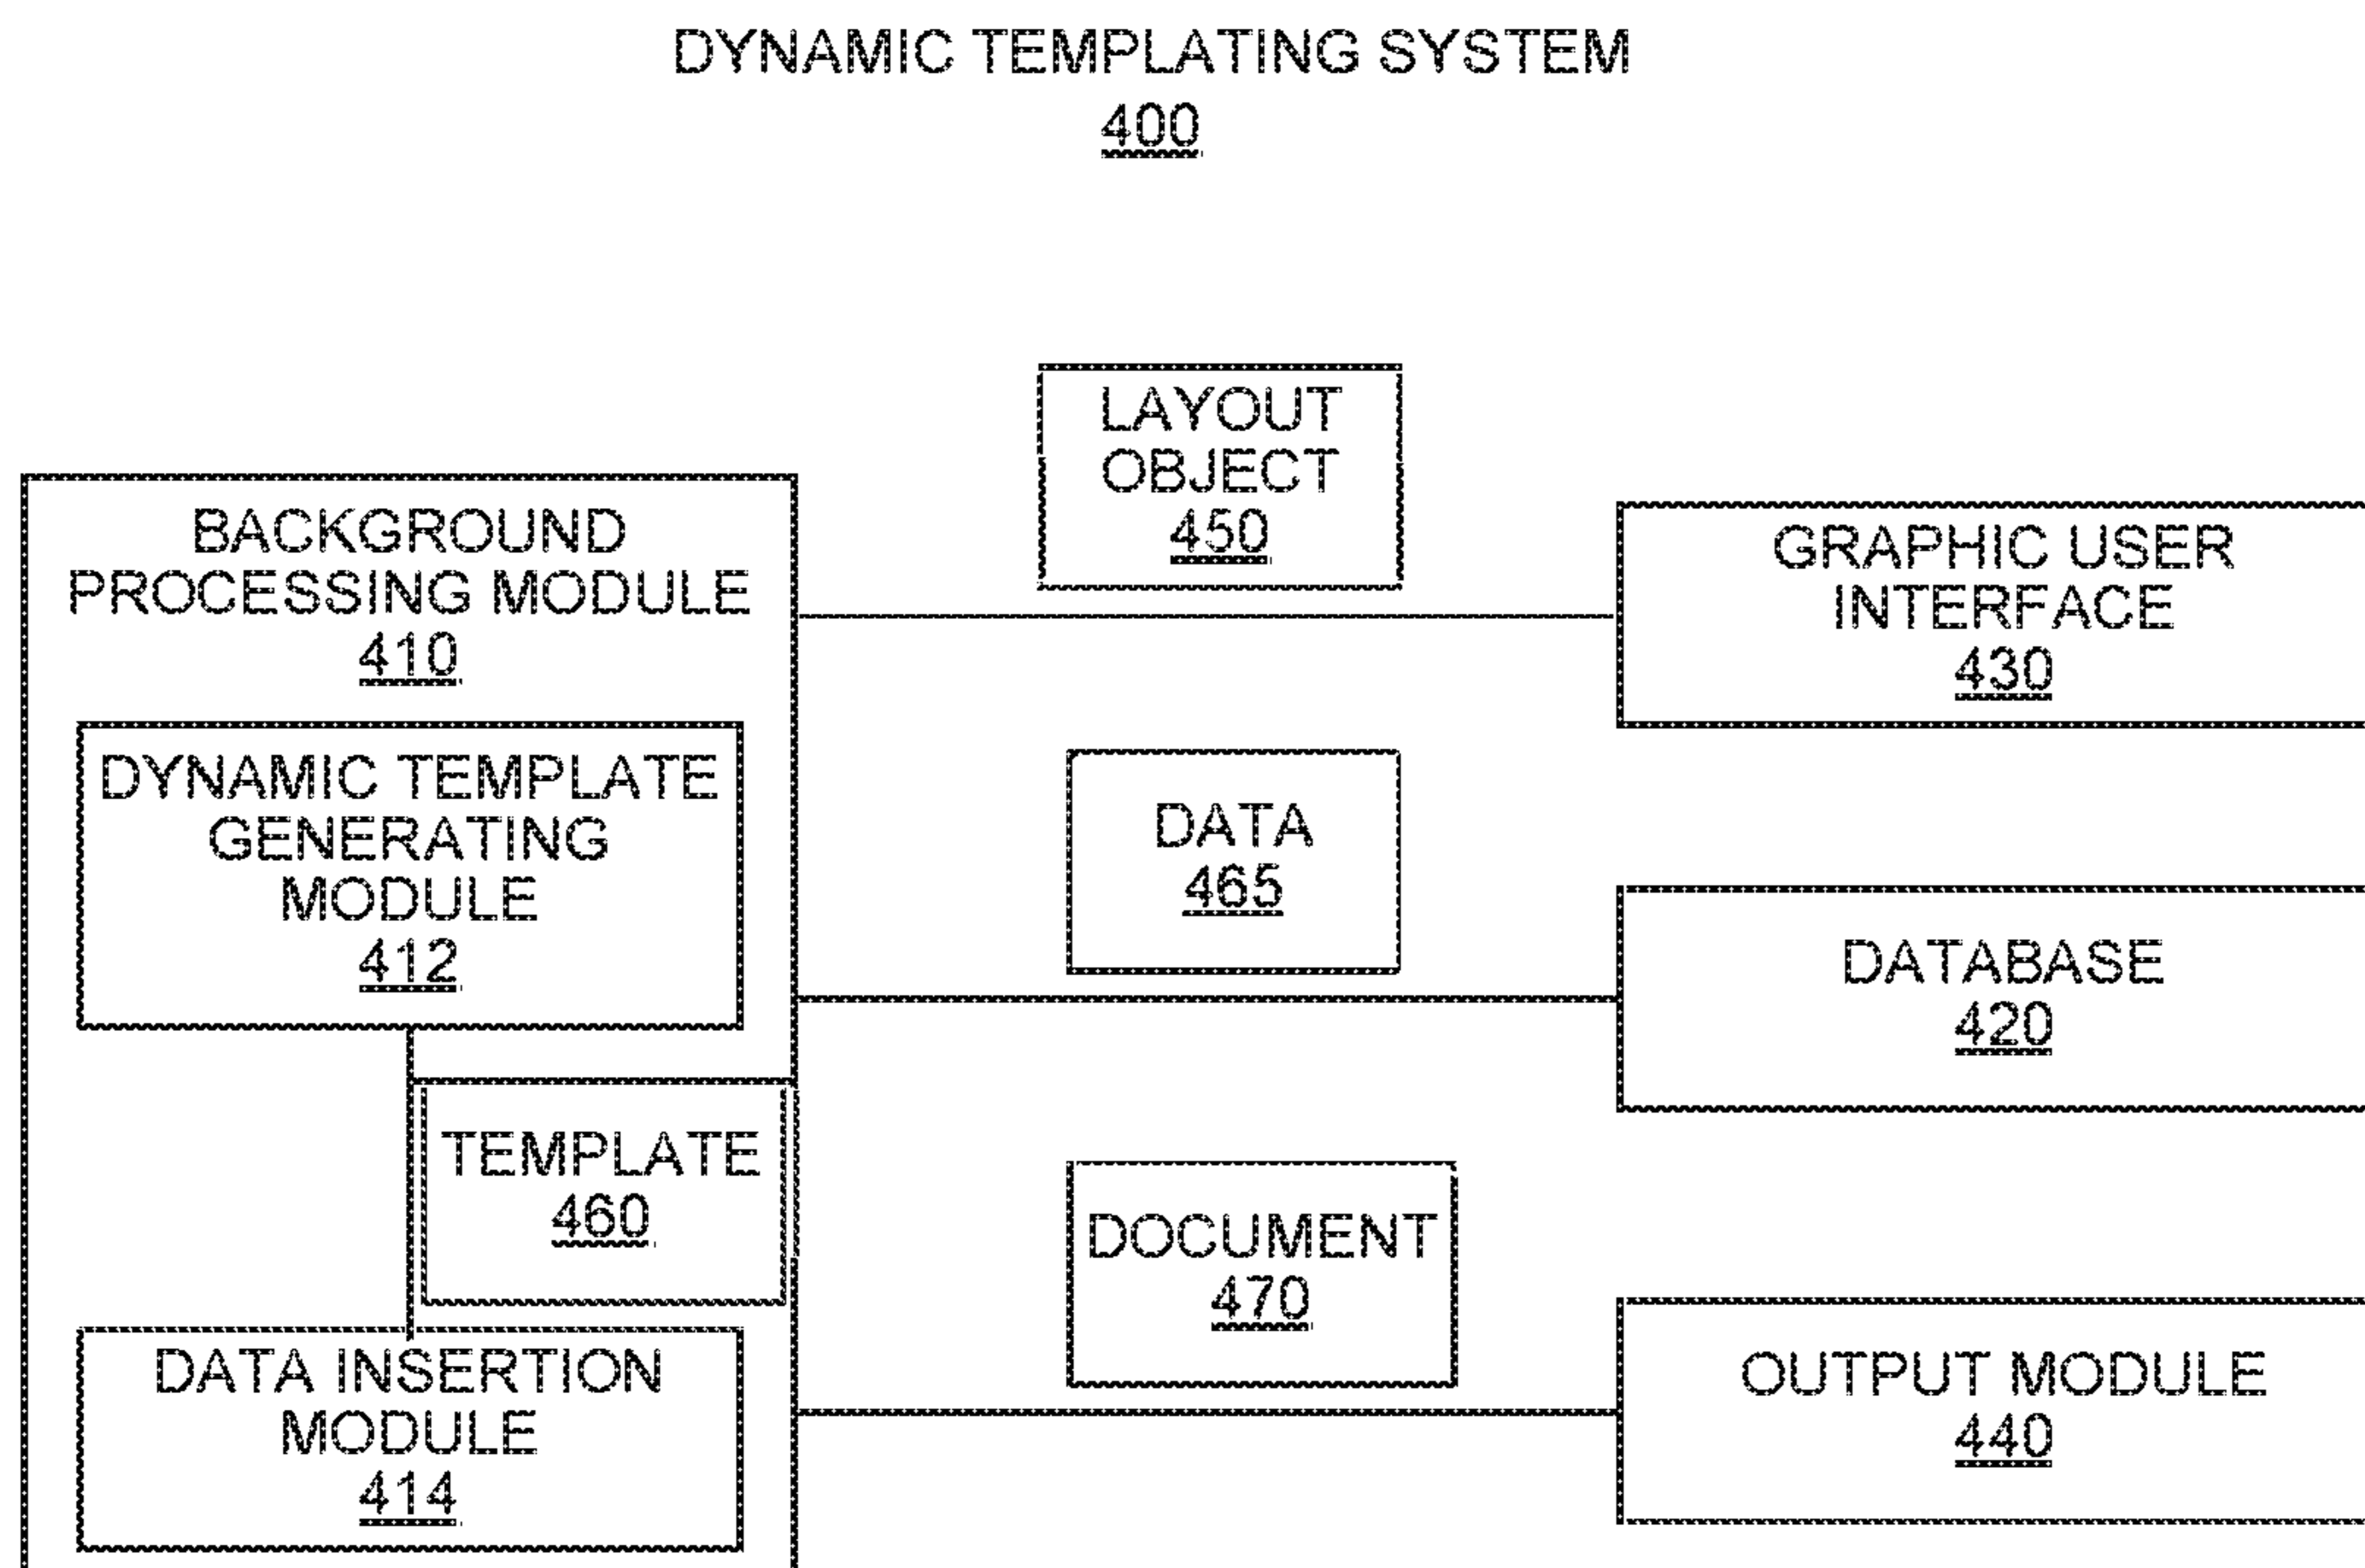 DYNAMIC TEMPLATING SYSTEM
400
LAYOUT
OBJECT
450
BACKGROUND
PROCESSING MODULE
410
GRAPHIC USER
INTERFACE
430
DYNAMIC TEMPLATE
GENERATING
MODULE
412
DATA
465
DATABASE
420
TEMPLATE
460
DOCUMENT
470
DATA INSERTION
MODULE
414
OUTPUT MODULE
440